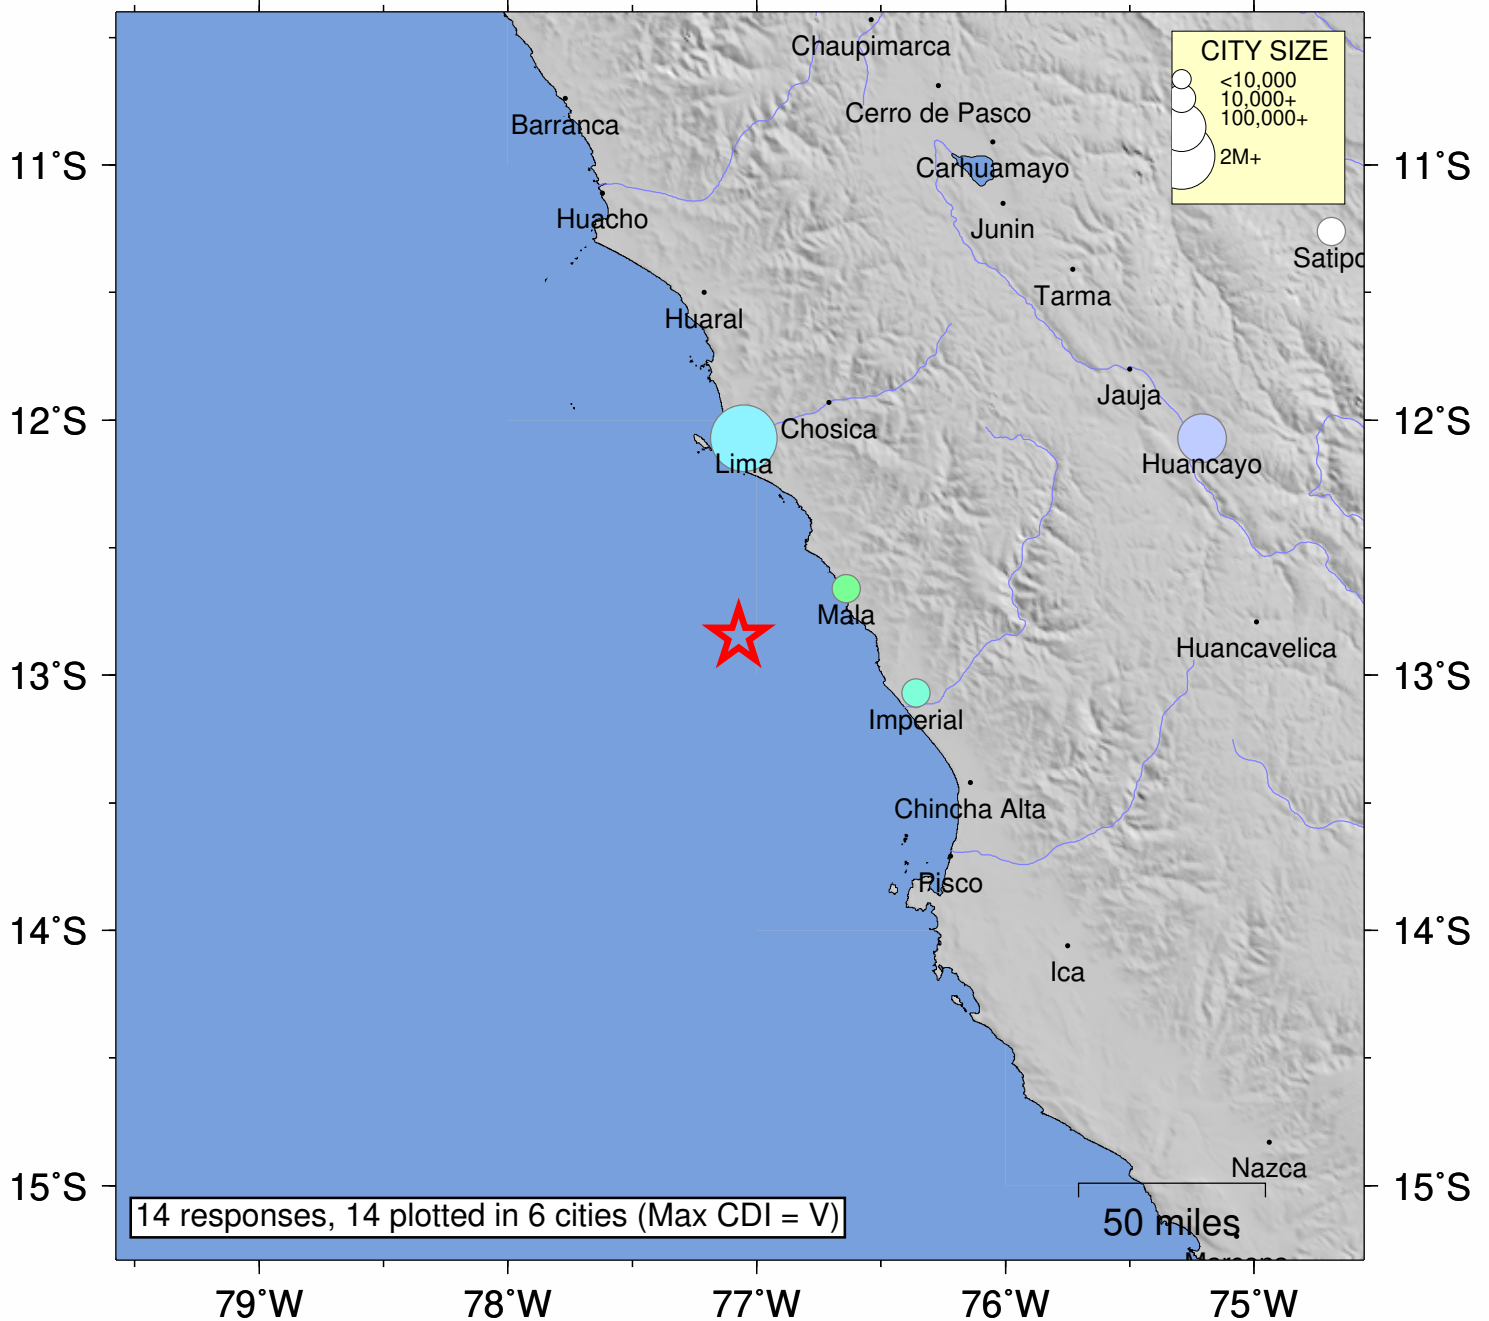 Chaupimarca
CITY SIZE
<10,000
10,000+
100,000+
2M+
Cerro de Pasco
Barranca
11°S
Carhuamayo
11°S
Huacho
Junin
Satipo
Tarma
Huaral
Jauja
12°S
Chosica
12°S
Lima
Huancayo
Mala
Huancavelica
13°S
13°S
Imperial
Chincha Alta
Pisco
14°S
14°S
Ica
Nazca
15°S
15°S
14 responses, 14 plotted in 6 cities (Max CDI = V)
50 miles
79°W
78°W
77°W
76°W
75°W